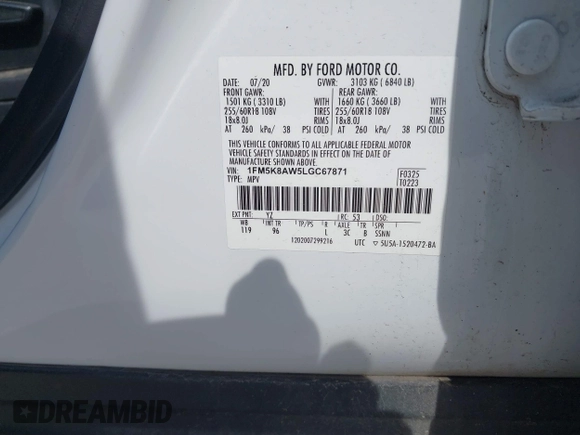 MFD. BY FORD MOTOR CO.
DATE: 07/20 GVWR: 3103 KG ( 6840 LB)
FRONT GAWR: REAR GAWR:
1501 KG ( 3310 LB) WITH 1660 KG ( 3660 LB) WITH
255/60R18 108V TIRES 255/60R18 108V TIRES
18x8.0J RIMS 18x8.0J RIMS
AT 260 kPa/ 38 PSI COLD AT 260 kPa/ 38 PSI COLD
THIS VEHICLE CONFORMS TO ALL APPLICABLE FEDERAL MOTOR
VEHICLE SAFETY STANDARDS IN EFFECT ON THE DATE OF MANUFACTURE
SHOWN ABOVE.
VIN: 1FM5K8AW5LGC67871
TYPE: MPV
F0325
T0223
EXT PNT: YZ RC: 53 DSO:
WB INT TR TP/PS R AXLE TR SPR
119 96 L 3C B SSNN
1202007299216 UTC ▽ 5U5A-1520472-BA
DREAMBID